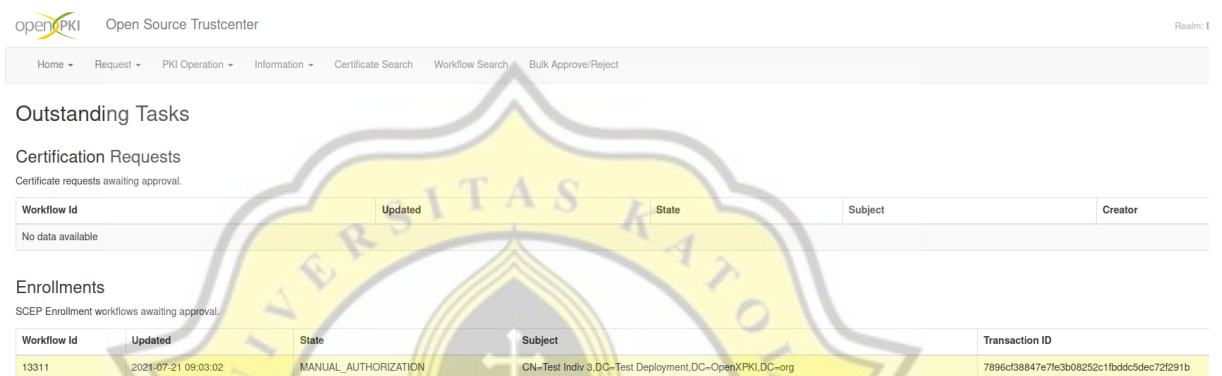 openXPKI Open Source Trustcenter Realm:
Home Request PKI Operation Information Certificate Search Workflow Search Bulk Approve/Reject
Outstanding Tasks
Certification Requests
Certificate requests awaiting approval.
Workflow Id Updated State Subject Creator
No data available
Enrollments
SCEP Enrollment workflows awaiting approval.
Workflow Id Updated State Subject Transaction ID
13311 2021-07-21 09:03:02 MANUAL_AUTHORIZATION CN=Test Indiv 3,DC=Test Deployment,DC=OpenXPKI,DC=org 7896cf38847e7fe3b08252c1fbddc5dec72f291b
VERSITAS KATO